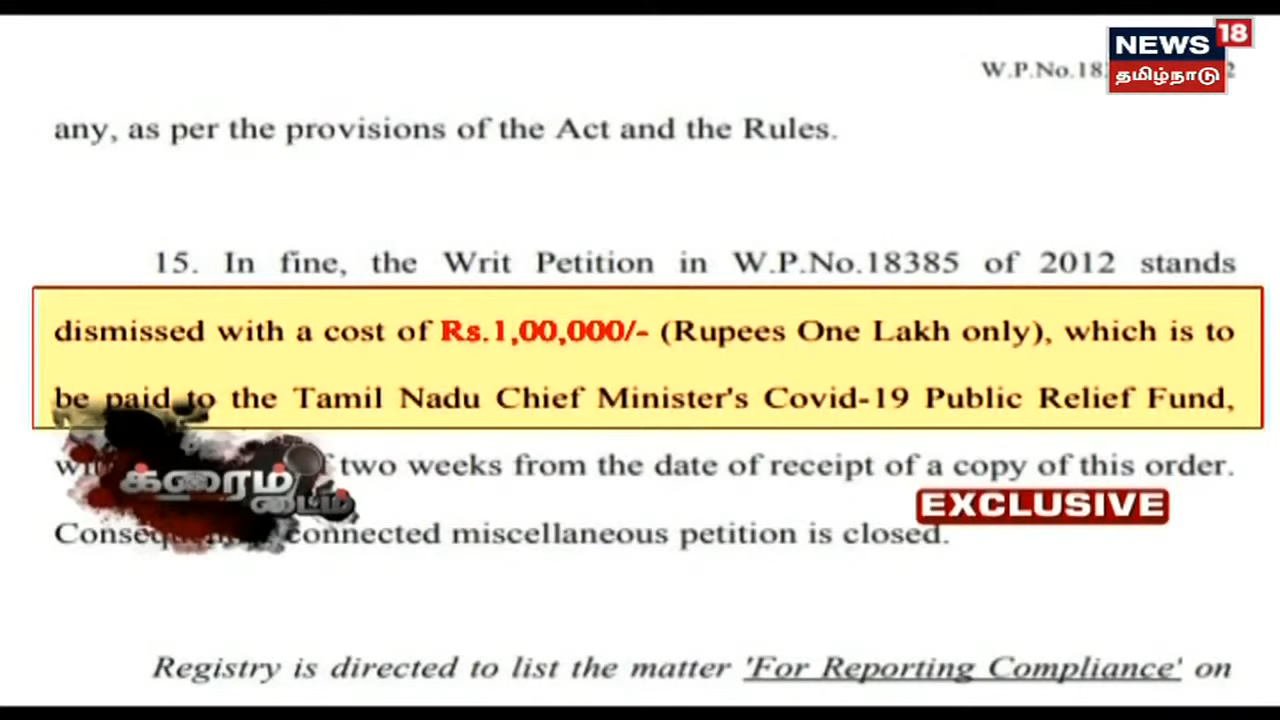 NEWS 18
தமிழ்நாடு
W.P.No.18
any, as per the provisions of the Act and the Rules.
15. In fine, the Writ Petition in W.P.No.18385 of 2012 stands
dismissed with a cost of Rs.1,00,000/- (Rupees One Lakh only), which is to
be paid to the Tamil Nadu Chief Minister's Covid-19 Public Relief Fund,
two weeks from the date of receipt of a copy of this order.
க்ரைம்
டைம்
EXCLUSIVE
connected miscellaneous petition is closed.
Registry is directed to list the matter 'For Reporting Compliance' on